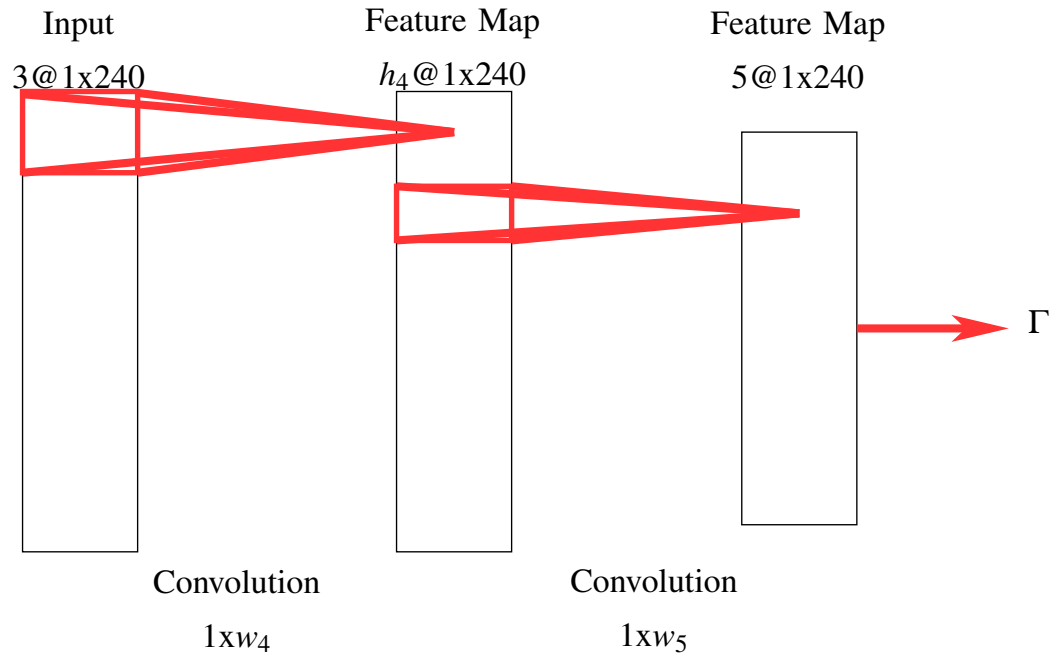 Input
3@1x240
Feature Map
h₄@1x240
Feature Map
5@1x240
Γ
Convolution
1xw₄
Convolution
1xw₅